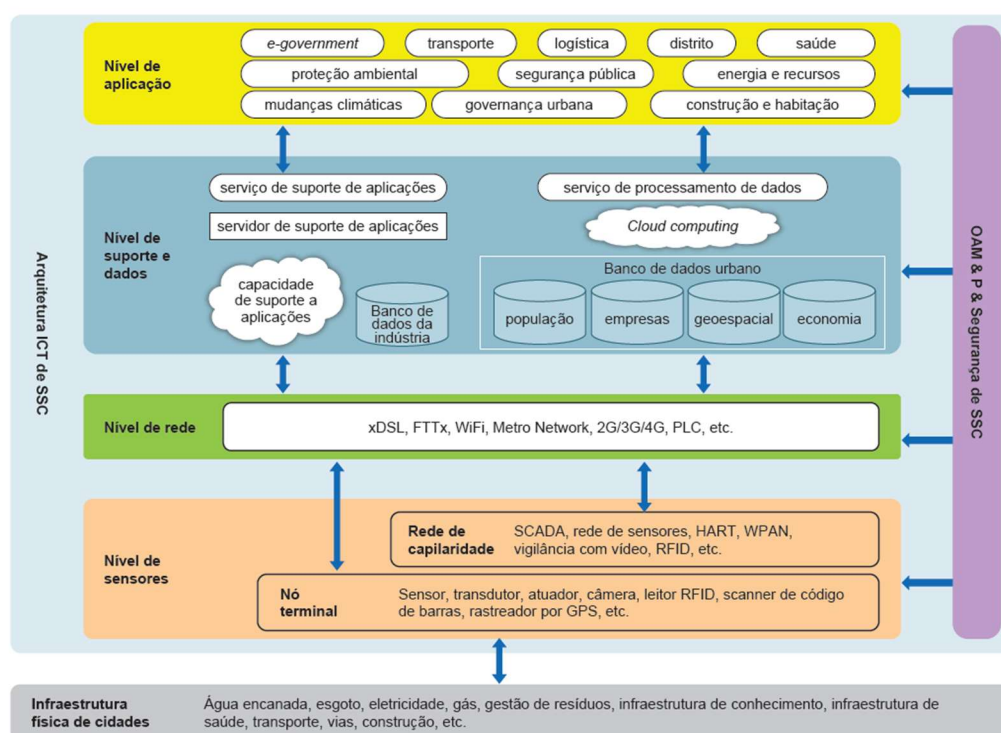 Arquitetura ICT de SSC
Nível de
aplicação
e-government
transporte
logística
distrito
saúde
proteção ambiental
segurança pública
energia e recursos
mudanças climáticas
governança urbana
construção e habitação
Nível de
suporte e
dados
serviço de suporte de aplicações
servidor de suporte de aplicações
capacidade
de suporte a
aplicações
Banco de
dados da
indústria
serviço de processamento de dados
Cloud computing
Banco de dados urbano
população
empresas
geoespacial
economia
Nível de rede
xDSL, FTTx, WiFi, Metro Network, 2G/3G/4G, PLC, etc.
Nível de
sensores
Rede de
capilaridade
SCADA, rede de sensores, HART, WPAN,
vigilância com vídeo, RFID, etc.
Nó
terminal
Sensor, transdutor, atuador, câmera, leitor RFID, scanner de código
de barras, rastreador por GPS, etc.
OAM & P & Segurança de SSC
Infraestrutura
física de cidades
Água encanada, esgoto, eletricidade, gás, gestão de resíduos, infraestrutura de conhecimento, infraestrutura de
saúde, transporte, vias, construção, etc.